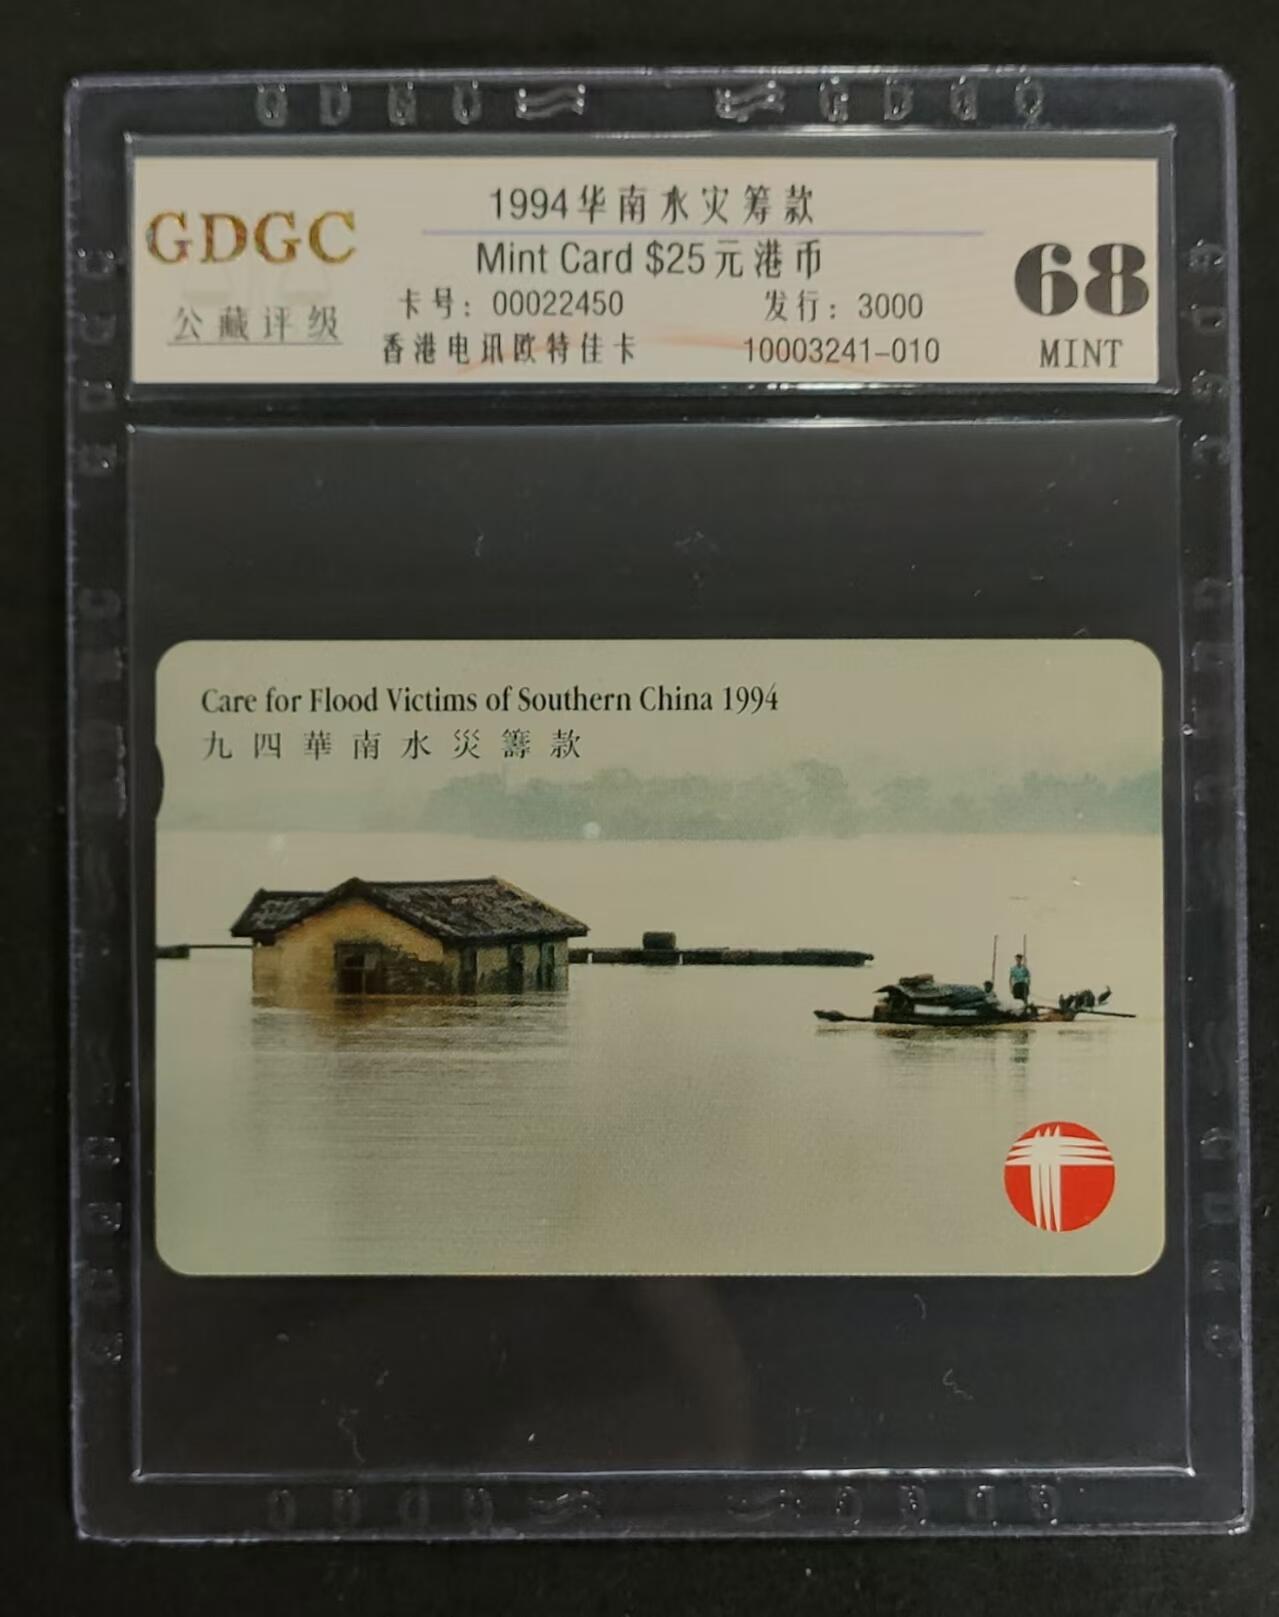 1994华南水灾筹款
GDGC
Mint Card $25元港币
68
卡号：00022450 发行：3000
公藏评级
香港电讯欧特佳卡 10003241-010
MINT
Care for Flood Victims of Southern China 1994
九四華南水災籌款